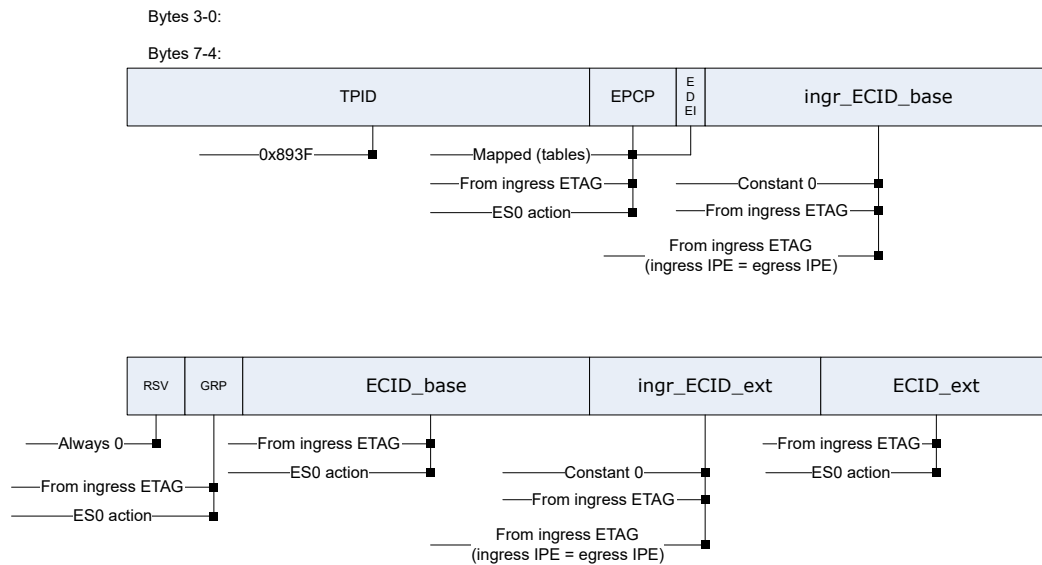 Bytes 3-0:
Bytes 7-4:
TPID
EPCP
E
D
EI
ingr_ECID_base
0x893F
Mapped (tables)
From ingress ETAG
ES0 action
Constant 0
From ingress ETAG
From ingress ETAG
(ingress IPE = egress IPE)
RSV
GRP
ECID_base
ingr_ECID_ext
ECID_ext
Always 0
From ingress ETAG
ES0 action
From ingress ETAG
ES0 action
Constant 0
From ingress ETAG
From ingress ETAG
(ingress IPE = egress IPE)
From ingress ETAG
ES0 action